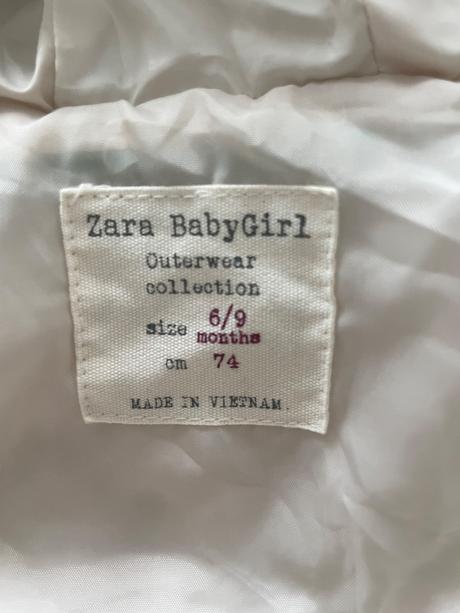 Zara BabyGirl
Outerwear
collection
size 6/9 months
cm 74
MADE IN VIETNAM.